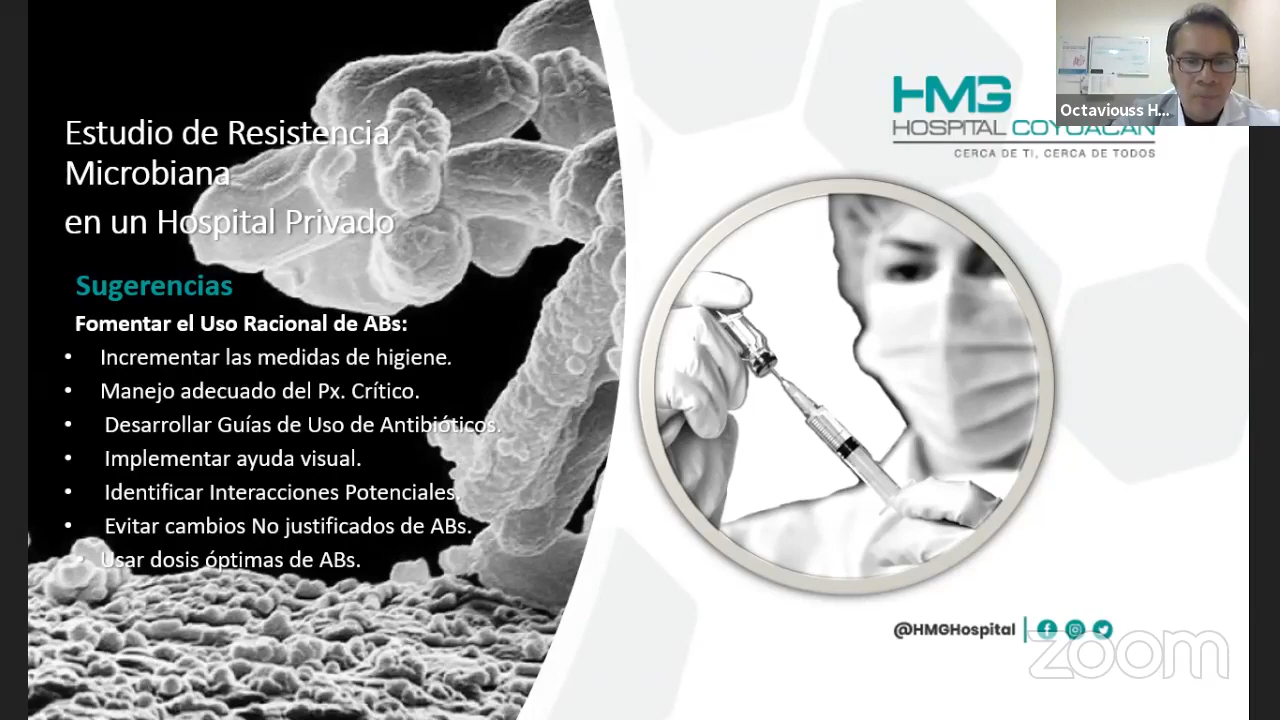 Estudio de Resistencia
Microbiana
en un Hospital Privado
Sugerencias
Fomentar el Uso Racional de ABs:
• Incrementar las medidas de higiene.
• Manejo adecuado del Px. Crítico.
• Desarrollar Guías de Uso de Antibióticos.
• Implementar ayuda visual.
• Identificar Interacciones Potenciales.
• Evitar cambios No justificados de ABs.
• Usar dosis óptimas de ABs.
HMG
HOSPITAL COYOACÁN
CERCA DE TI, CERCA DE TODOS
Octaviouss H...
@HMGHospital
zoom